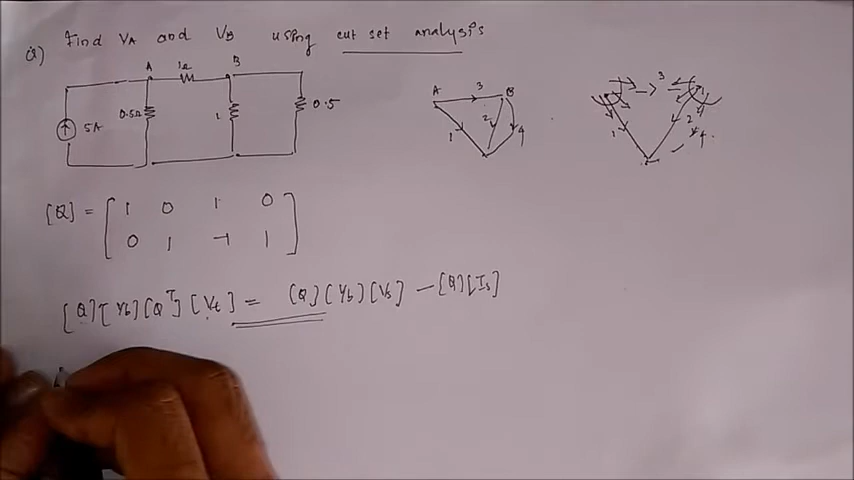 Q) Find VA and VB using cut set analysis
A 1Ω B
5A 0.5Ω 1 0.5
A 3 B
1 2 4
3
1 2 4
[Q] = [ 1 0 1 0
0 1 -1 1 ]
[Q][Yb][Q^T][Vt] = [Q][Yb][Vs] - [Q][Is]